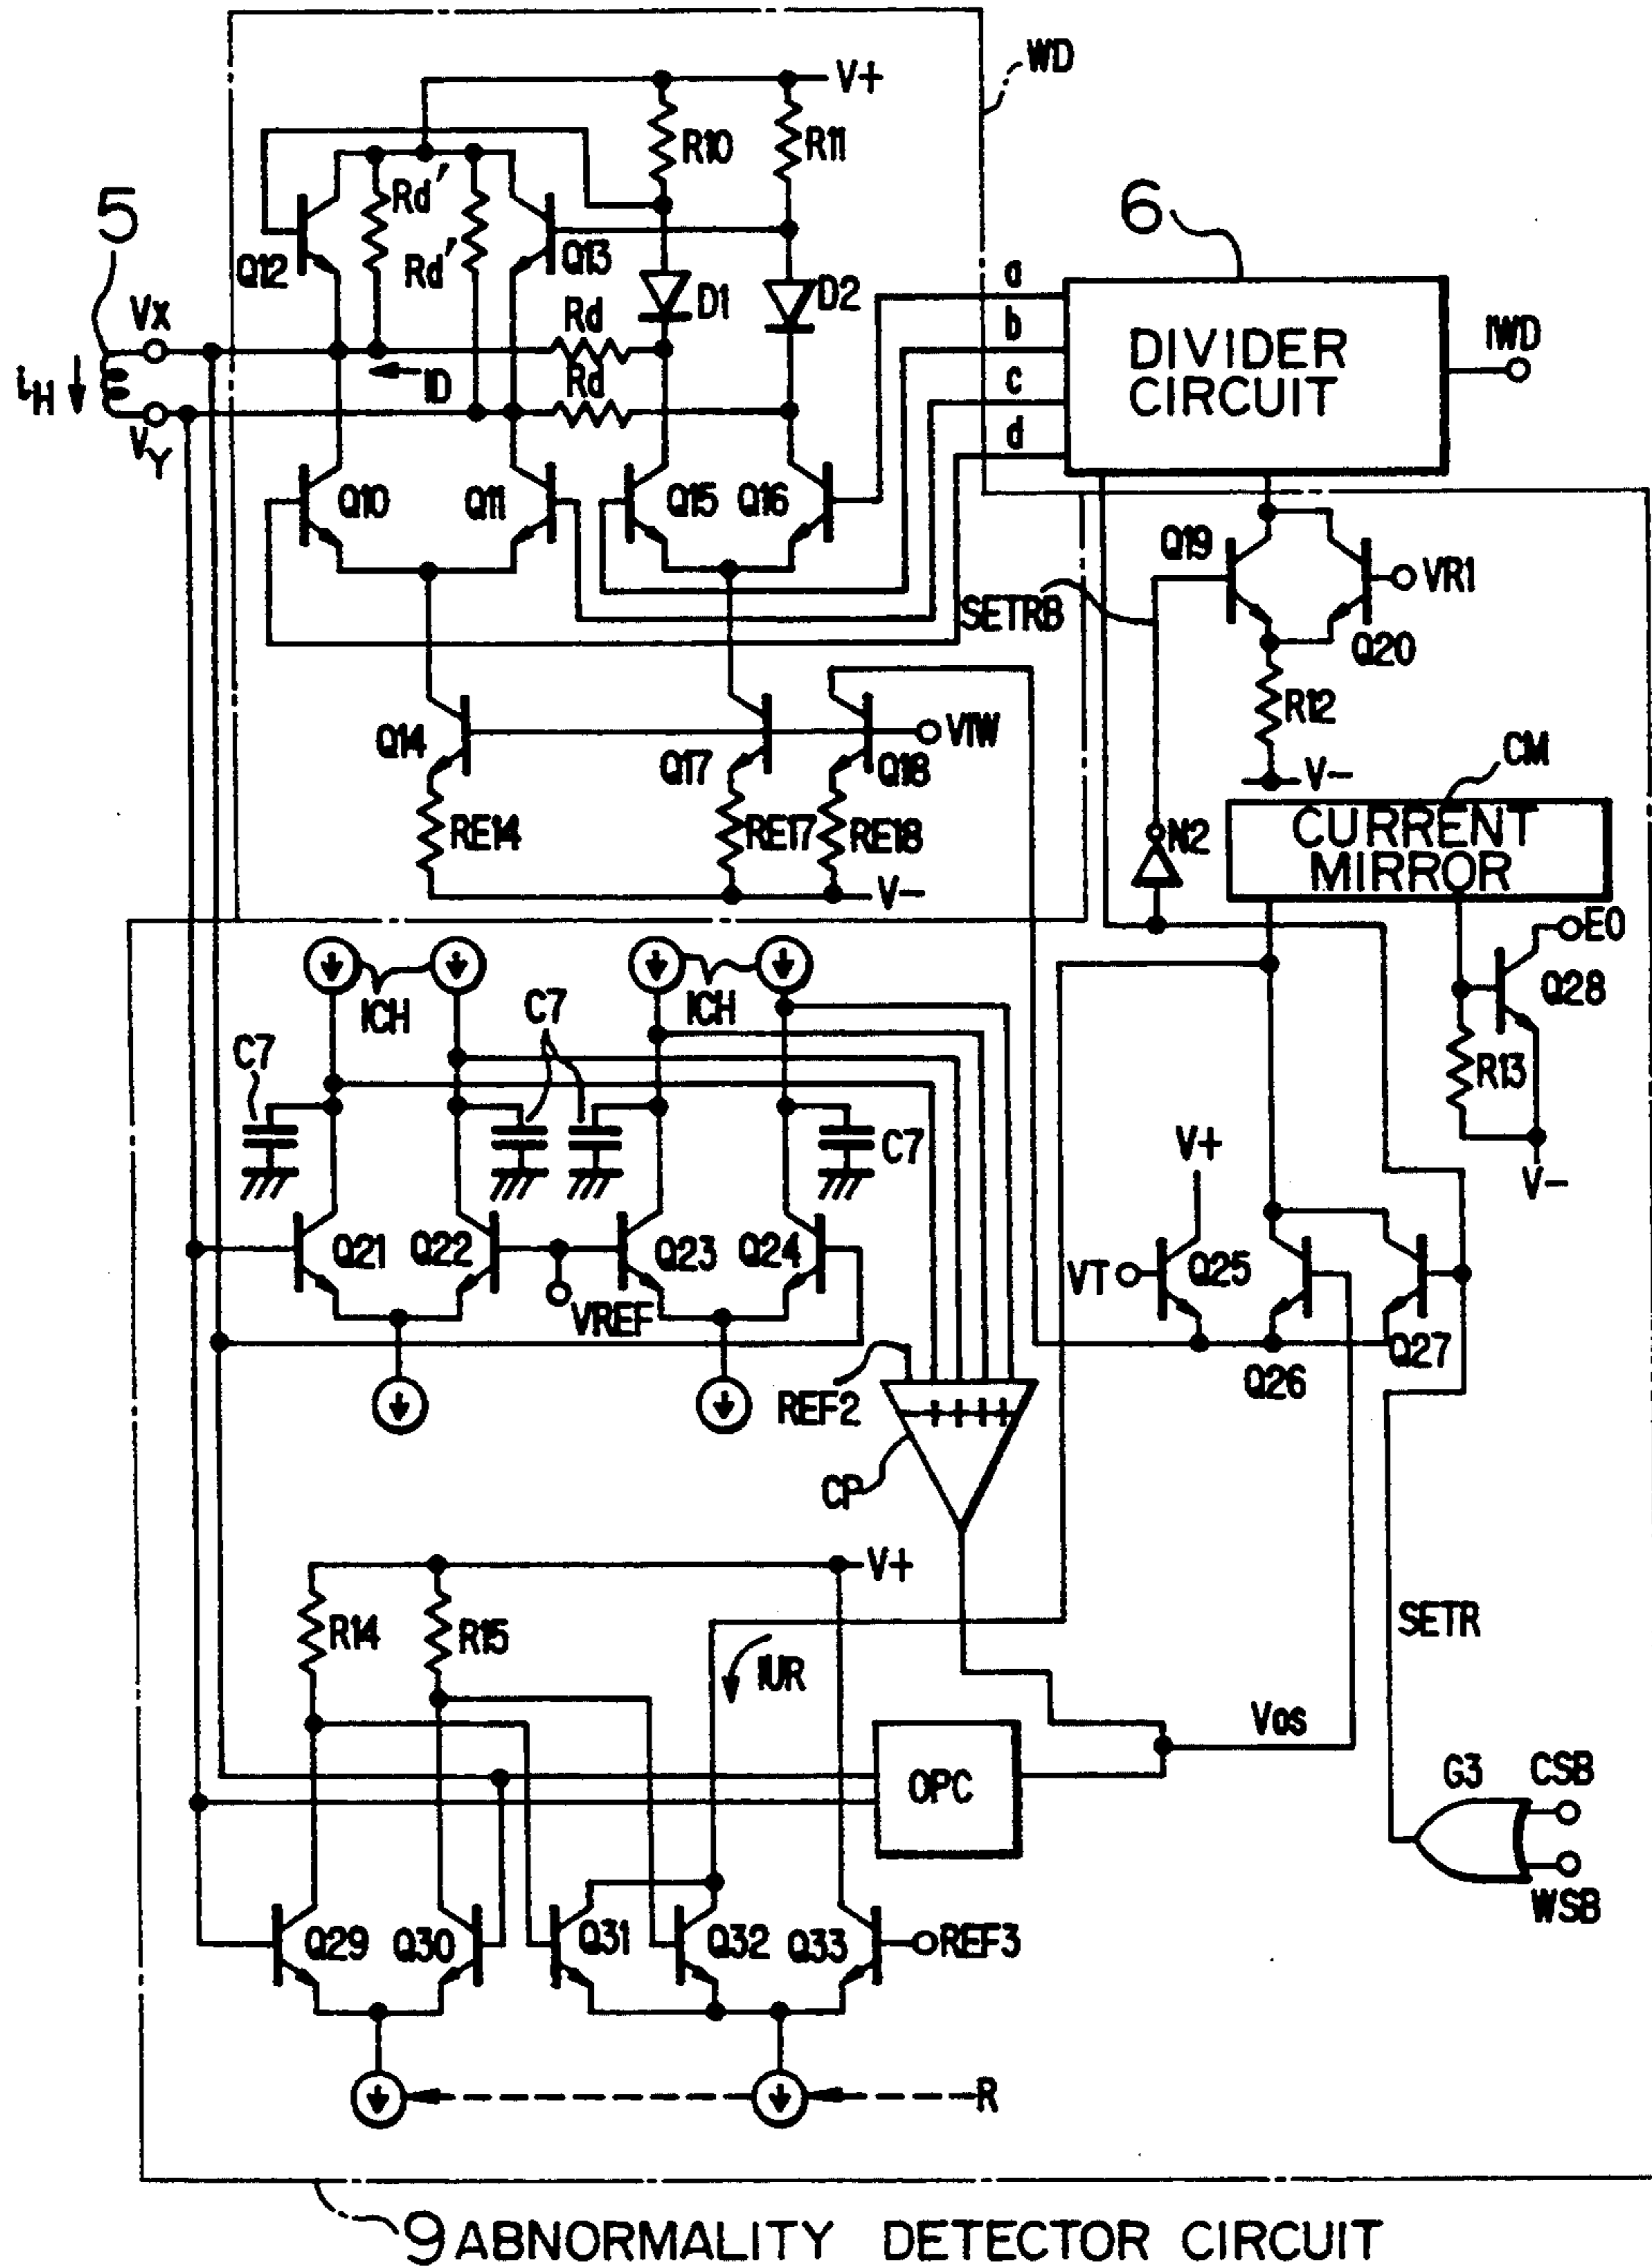 WD
V+
R10
R11
5
Rd'
Rd'
6
Q12
Q13
a
D1
D2
VX
Rd
b
DIVIDER
CIRCUIT
IWD
iH
ID
Rd
c
VY
d
Q10
Q11
Q15
Q16
Q19
VR1
SETRB
Q20
R12
Q14
VIW
Q17
Q18
V-
CM
RE14
RE17
RE18
N2
CURRENT
MIRROR
V-
EO
ICH
C7
ICH
Q28
C7
R13
C7
V+
V-
Q21
Q22
Q23
Q24
VT
Q25
VREF
Q27
REF2
Q26
CP
V+
R14
R15
SETR
IUR
Vos
OPC
G3
CSB
WSB
Q29
Q30
Q31
Q32
Q33
REF3
R
9 ABNORMALITY DETECTOR CIRCUIT